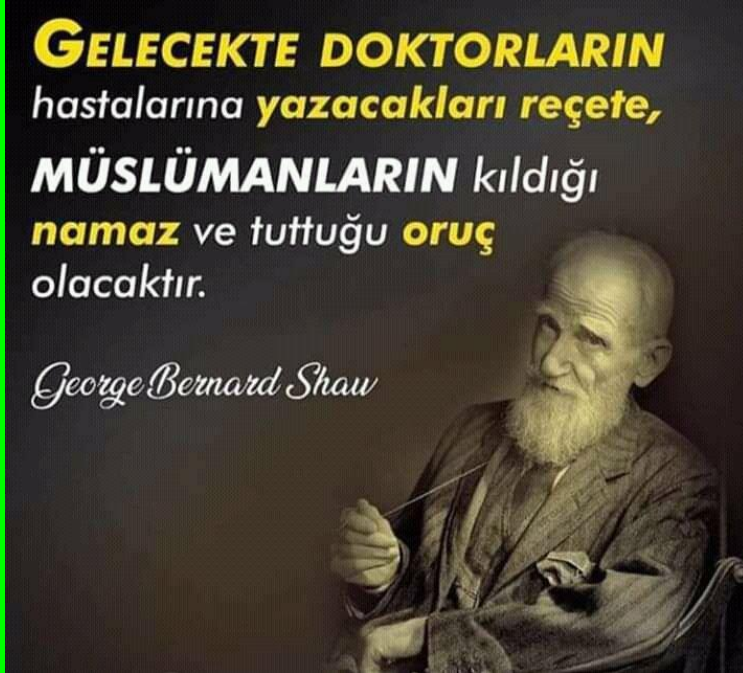 GELECEKTE DOKTORLARIN
hastalarına yazacakları reçete,
MÜSLÜMANLARIN kıldığı
namaz ve tuttuğu oruç
olacaktır.
George Bernard Shaw